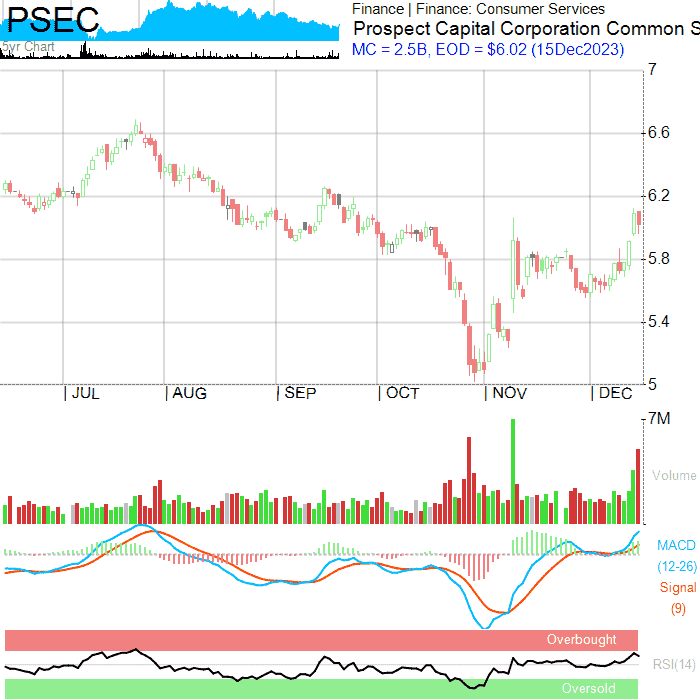 PSEC
5yr Chart
Finance | Finance: Consumer Services
Prospect Capital Corporation Common S
MC = 2.5B, EOD = $6.02 (15Dec2023)
7
6.6
6.2
5.8
5.4
5
JUL
AUG
SEP
OCT
NOV
DEC
7M
Volume
MACD
(12-26)
Signal
(9)
Overbought
RSI(14)
Oversold